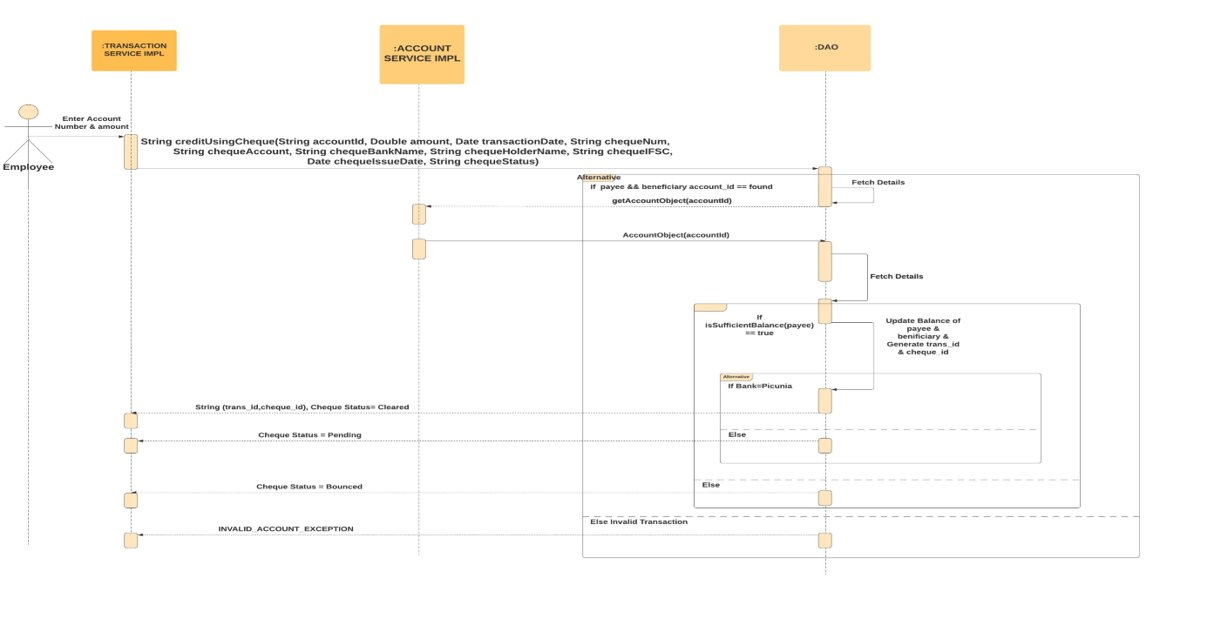 :TRANSACTION
SERVICE IMPL
:ACCOUNT
SERVICE IMPL
:DAO
Enter Account
Number & amount
Employee
String creditUsingCheque(String accountId, Double amount, Date transactionDate, String chequeNum,
String chequeAccount, String chequeBankName, String chequeHolderName, String chequeIFSC,
Date chequeIssueDate, String chequeStatus)
Alternative
If payee && beneficiary account_id == found
Fetch Details
getAccountObject(accountId)
AccountObject(accountId)
Fetch Details
If
isSufficientBalance(payee)
== true
Update Balance of
payee &
benificiary &
Generate trans_id
& cheque_id
Alternative
If Bank=Picunia
String (trans_id,cheque_id), Cheque Status= Cleared
Else
Cheque Status = Pending
Else
Cheque Status = Bounced
Else Invalid Transaction
INVALID_ACCOUNT_EXCEPTION